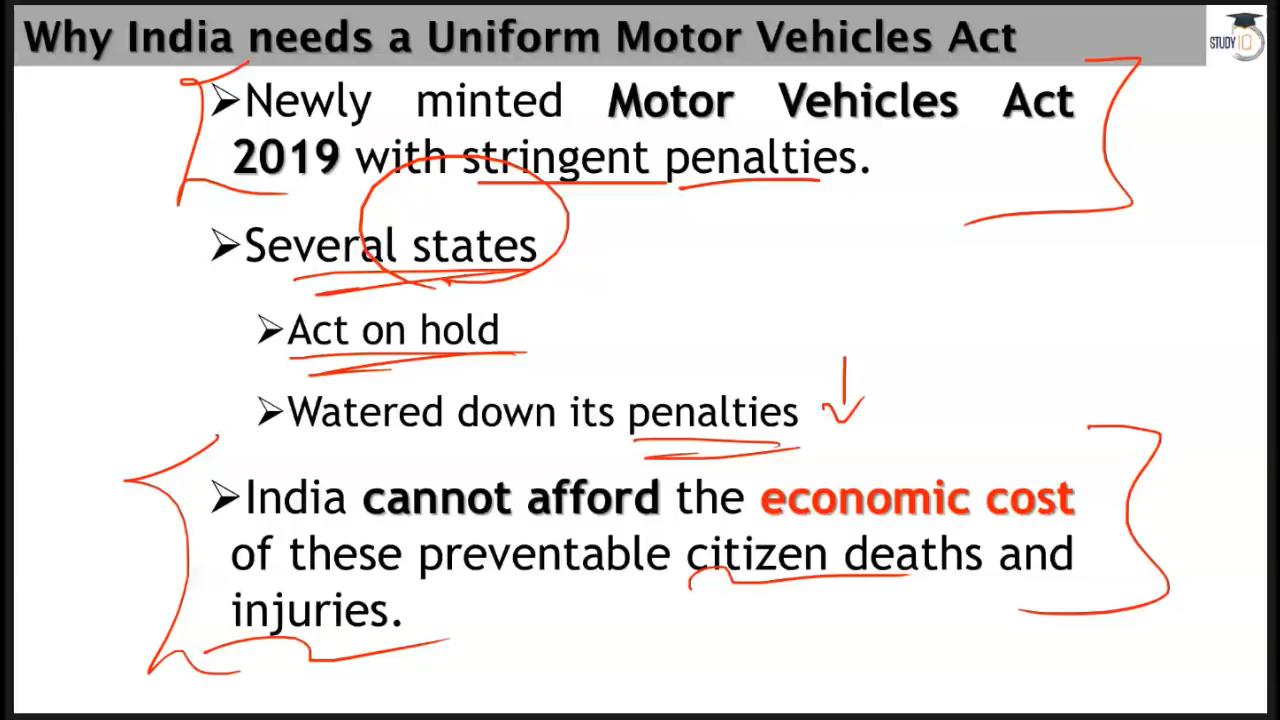 Why India needs a Uniform Motor Vehicles Act
STUDY IQ
➢Newly minted Motor Vehicles Act
2019 with stringent penalties.
➢Several states
➢Act on hold
➢Watered down its penalties
➢India cannot afford the economic cost
of these preventable citizen deaths and
injuries.